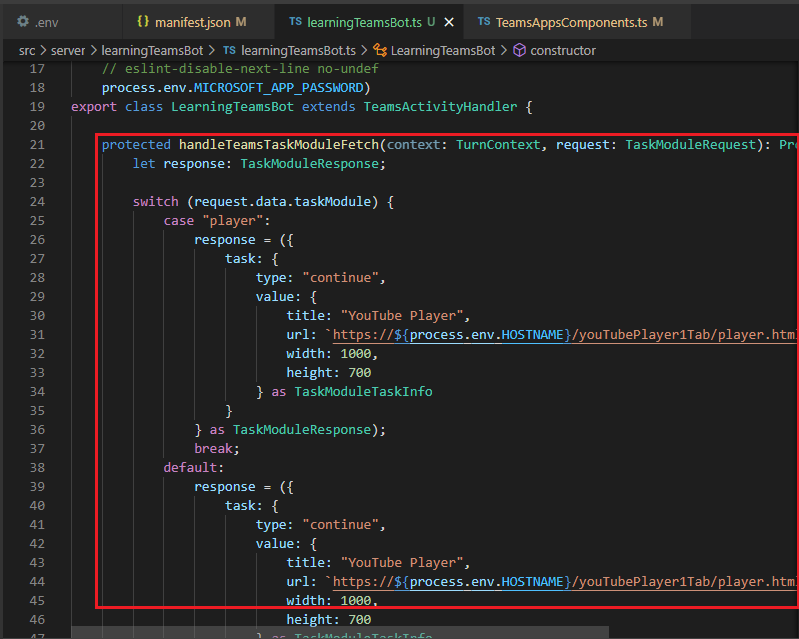 .env
{} manifest.json M
TS learningTeamsBot.ts U
TS TeamsAppsComponents.ts M
src > server > learningTeamsBot > TS learningTeamsBot.ts > LearningTeamsBot > constructor
17 // eslint-disable-next-line no-undef
18 process.env.MICROSOFT_APP_PASSWORD)
19 export class LearningTeamsBot extends TeamsActivityHandler {
20
21 protected handleTeamsTaskModuleFetch(context: TurnContext, request: TaskModuleRequest): Pr
22 let response: TaskModuleResponse;
23
24 switch (request.data.taskModule) {
25 case "player":
26 response = ({
27 task: {
28 type: "continue",
29 value: {
30 title: "YouTube Player",
31 url: `https://${process.env.HOSTNAME}/youTubePlayer1Tab/player.htm
32 width: 1000,
33 height: 700
34 } as TaskModuleTaskInfo
35 }
36 } as TaskModuleResponse);
37 break;
38 default:
39 response = ({
40 task: {
41 type: "continue",
42 value: {
43 title: "YouTube Player",
44 url: `https://${process.env.HOSTNAME}/youTubePlayer1Tab/player.htm
45 width: 1000,
46 height: 700
47 } as TaskModuleTaskInfo